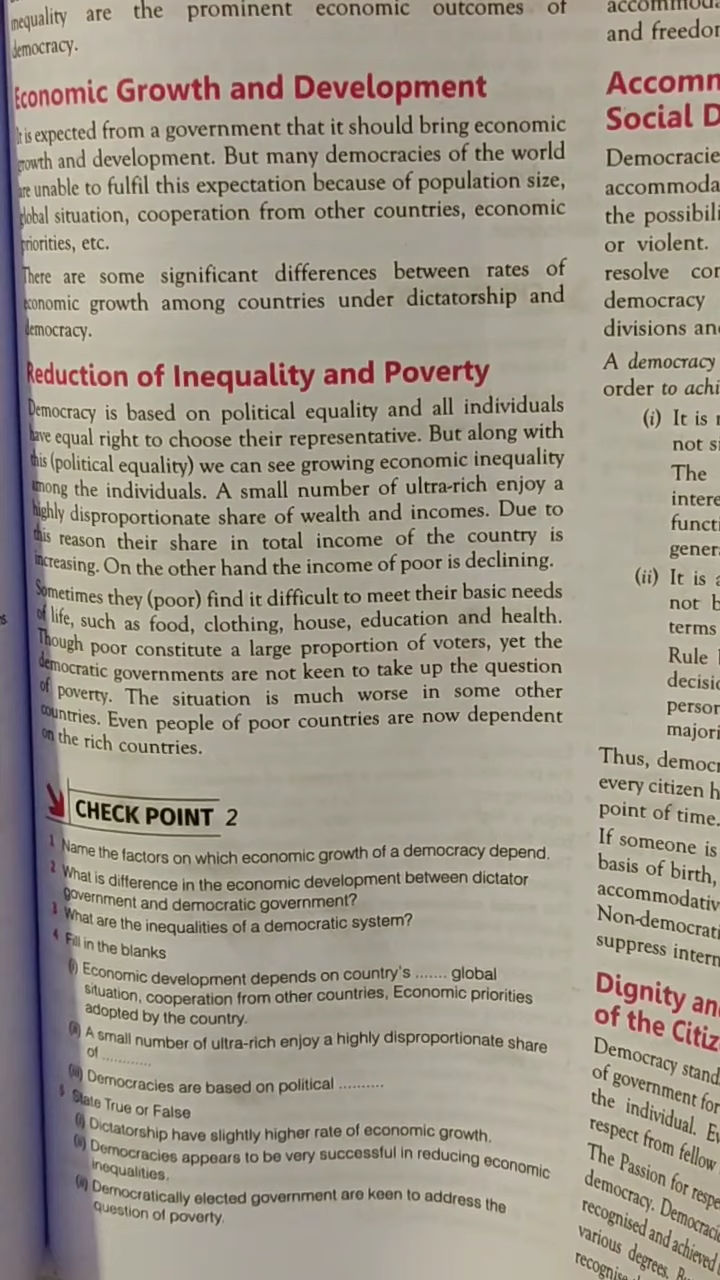 inequality are the prominent economic outcomes of
democracy.
Economic Growth and Development
It is expected from a government that it should bring economic
growth and development. But many democracies of the world
are unable to fulfil this expectation because of population size,
global situation, cooperation from other countries, economic
priorities, etc.
There are some significant differences between rates of
economic growth among countries under dictatorship and
democracy.
Reduction of Inequality and Poverty
Democracy is based on political equality and all individuals
have equal right to choose their representative. But along with
this (political equality) we can see growing economic inequality
among the individuals. A small number of ultra-rich enjoy a
highly disproportionate share of wealth and incomes. Due to
this reason their share in total income of the country is
increasing. On the other hand the income of poor is declining.
Sometimes they (poor) find it difficult to meet their basic needs
of life, such as food, clothing, house, education and health.
Though poor constitute a large proportion of voters, yet the
democratic governments are not keen to take up the question
of poverty. The situation is much worse in some other
countries. Even people of poor countries are now dependent
on the rich countries.
CHECK POINT 2
1 Name the factors on which economic growth of a democracy depend.
2 What is difference in the economic development between dictator
government and democratic government?
3 What are the inequalities of a democratic system?
4 Fill in the blanks
(i) Economic development depends on country's ....... global
situation, cooperation from other countries, Economic priorities
adopted by the country.
(ii) A small number of ultra-rich enjoy a highly disproportionate share
of ............
(iii) Democracies are based on political ..........
5 State True or False
(i) Dictatorship have slightly higher rate of economic growth.
(ii) Democracies appears to be very successful in reducing economic
inequalities.
(iii) Democratically elected government are keen to address the
question of poverty.
and freedom
Accomm
Social D
Democracie
accommoda
the possibili
or violent.
resolve con
democracy
divisions an
A democracy
order to achi
(i) It is
not si
The
intere
functi
genera
(ii) It is
not b
terms
Rule
decisio
person
majori
Thus, democr
every citizen h
point of time.
If someone is
basis of birth,
accommodativ
Non-democrati
suppress intern
Dignity an
of the Citiz
Democracy stand
of government for
the individual. Ev
respect from fellow
The Passion for respe
democracy. Democraci
recognised and achieved
various degrees.
recognise